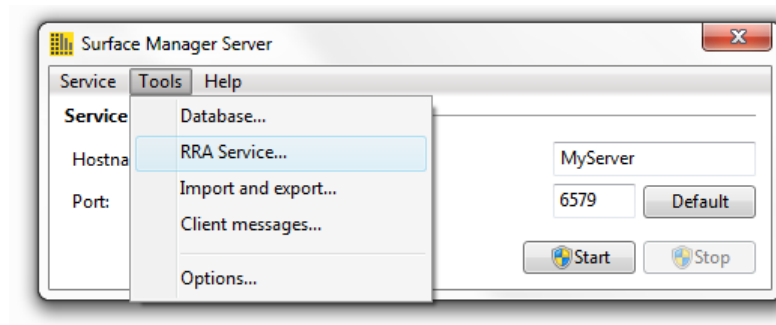 Surface Manager Server
Service Tools Help
Service
Database...
Hostna
RRA Service...
MyServer
Import and export...
Port:
6579 Default
Client messages...
Start Stop
Options...